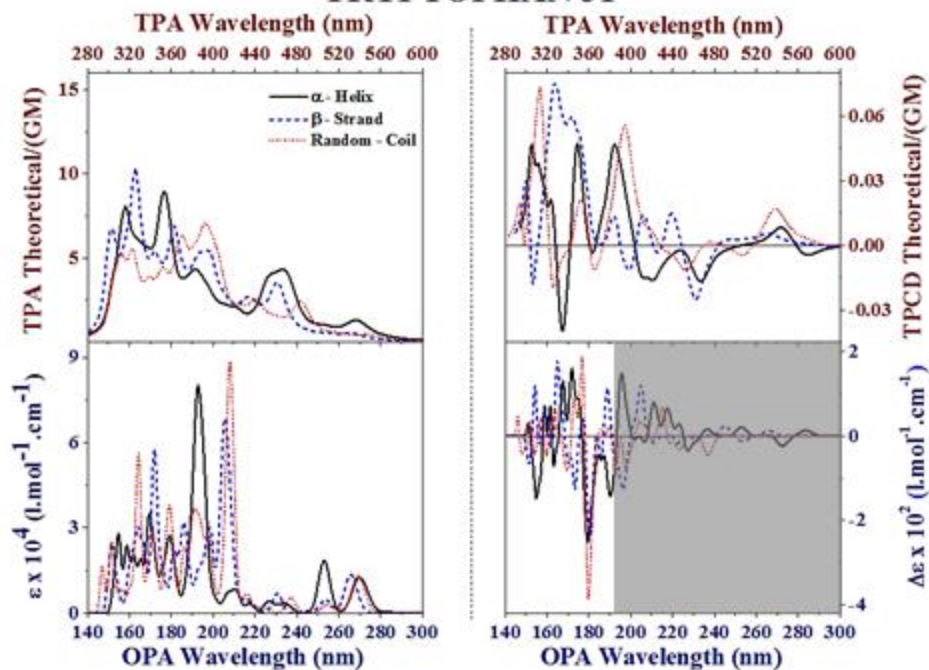 TPA Wavelength (nm)
280 320 360 400 440 480 520 560 600
15
10
5
TPA Theoretical/(GM)
α - Helix
β - Strand
Random - Coil
9
6
3
0
ε x 10⁴ (l.mol⁻¹.cm⁻¹)
140 160 180 200 220 240 260 280 300
OPA Wavelength (nm)
TPA Wavelength (nm)
280 320 360 400 440 480 520 560 600
0.06
0.03
0.00
-0.03
TPCD Theoretical/(GM)
2
0
-2
-4
Δε x 10² (l.mol⁻¹.cm⁻¹)
140 160 180 200 220 240 260 280 300
OPA Wavelength (nm)